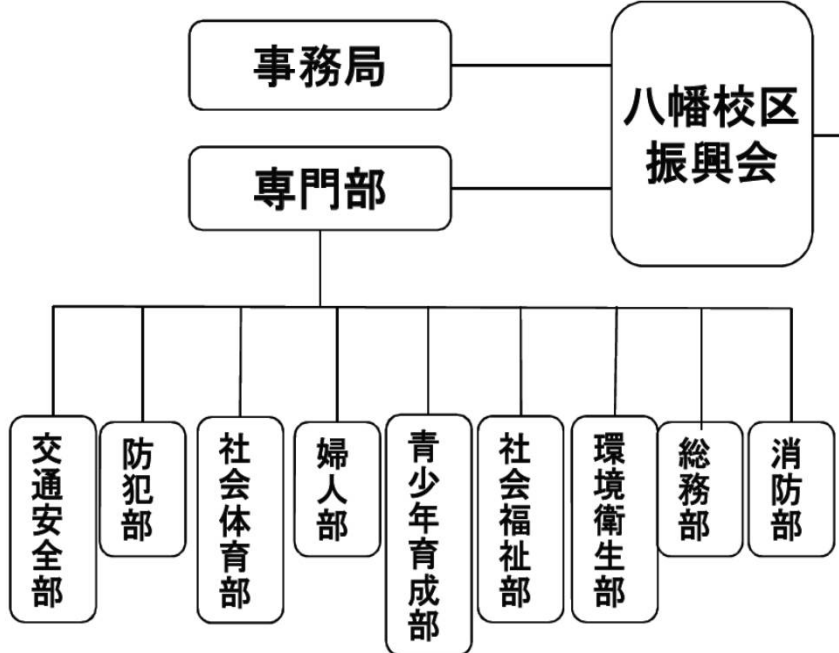 事務局
八幡校区
振興会
専門部
交通安全部
防犯部
社会体育部
婦人部
青少年育成部
社会福祉部
環境衛生部
総務部
消防部